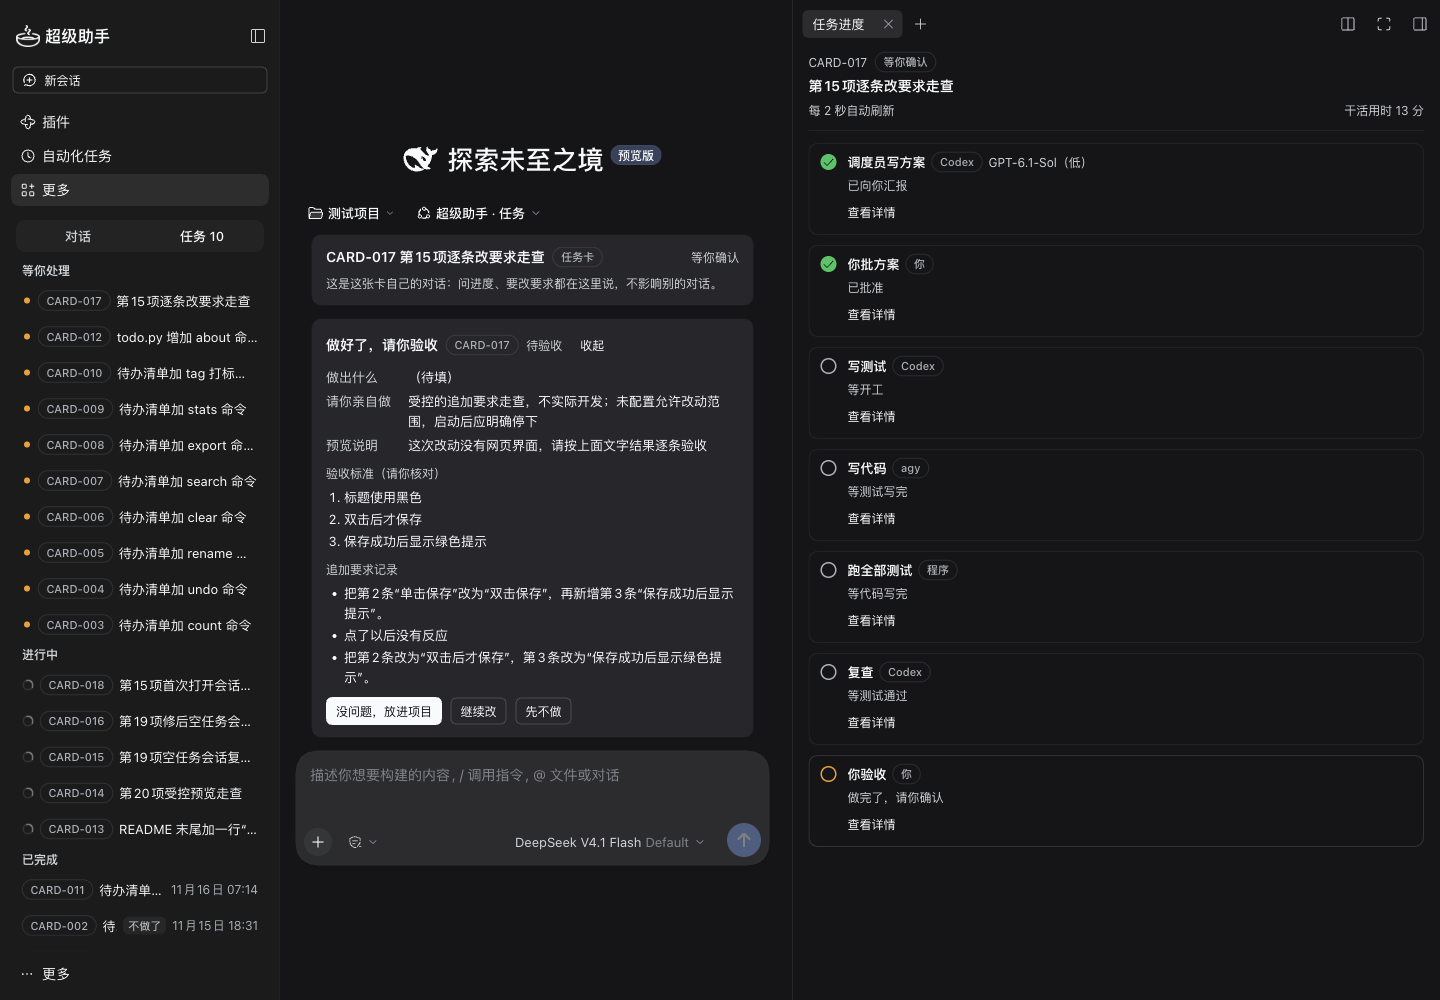 超级助手
新会话
插件
自动化任务
更多
对话
任务 10
等你处理
CARD-017 第15项逐条改要求走查
CARD-012 todo.py 增加 about 命...
CARD-010 待办清单加 tag 打标...
CARD-009 待办清单加 stats 命令
CARD-008 待办清单加 export 命...
CARD-007 待办清单加 search 命令
CARD-006 待办清单加 clear 命令
CARD-005 待办清单加 rename ...
CARD-004 待办清单加 undo 命令
CARD-003 待办清单加 count 命令
进行中
CARD-018 第15项首次打开会话...
CARD-016 第19项修后空任务会...
CARD-015 第19项空任务会话复...
CARD-014 第20项受控预览走查
CARD-013 README 末尾加一行“...
已完成
CARD-011 待办清单... 11月16日 07:14
CARD-002 待 不做了 11月15日 18:31
... 更多
探索未至之境 预览版
测试项目
超级助手 · 任务
CARD-017 第15项逐条改要求走查 任务卡 等你确认
这是这张卡自己的对话：问进度、要改要求都在这里说，不影响别的对话。
做好了，请你验收 CARD-017 待验收 收起
做出什么 （待填）
请你亲自做 受控的追加要求走查，不实际开发；未配置允许改动范
围，启动后应明确停下
预览说明 这次改动没有网页界面，请按上面文字结果逐条验收
验收标准（请你核对）
1. 标题使用黑色
2. 双击后才保存
3. 保存成功后显示绿色提示
追加要求记录
• 把第2条“单击保存”改为“双击保存”，再新增第3条“保存成功后显示
提示”。
• 点了以后没有反应
• 把第2条改为“双击后才保存”，第3条改为“保存成功后显示绿色提
示”。
没问题，放进项目 继续改 先不做
描述你想要构建的内容, / 调用指令, @ 文件或对话
DeepSeek V4.1 Flash Default
任务进度
CARD-017 等你确认
第15项逐条改要求走查
每 2 秒自动刷新 干活用时 13 分
调度员写方案 Codex GPT-6.1-Sol（低）
已向你汇报
查看详情
你批方案 你
已批准
查看详情
写测试 Codex
等开工
查看详情
写代码 agy
等测试写完
查看详情
跑全部测试 程序
等代码写完
查看详情
复查 Codex
等测试通过
查看详情
你验收 你
做完了，请你确认
查看详情